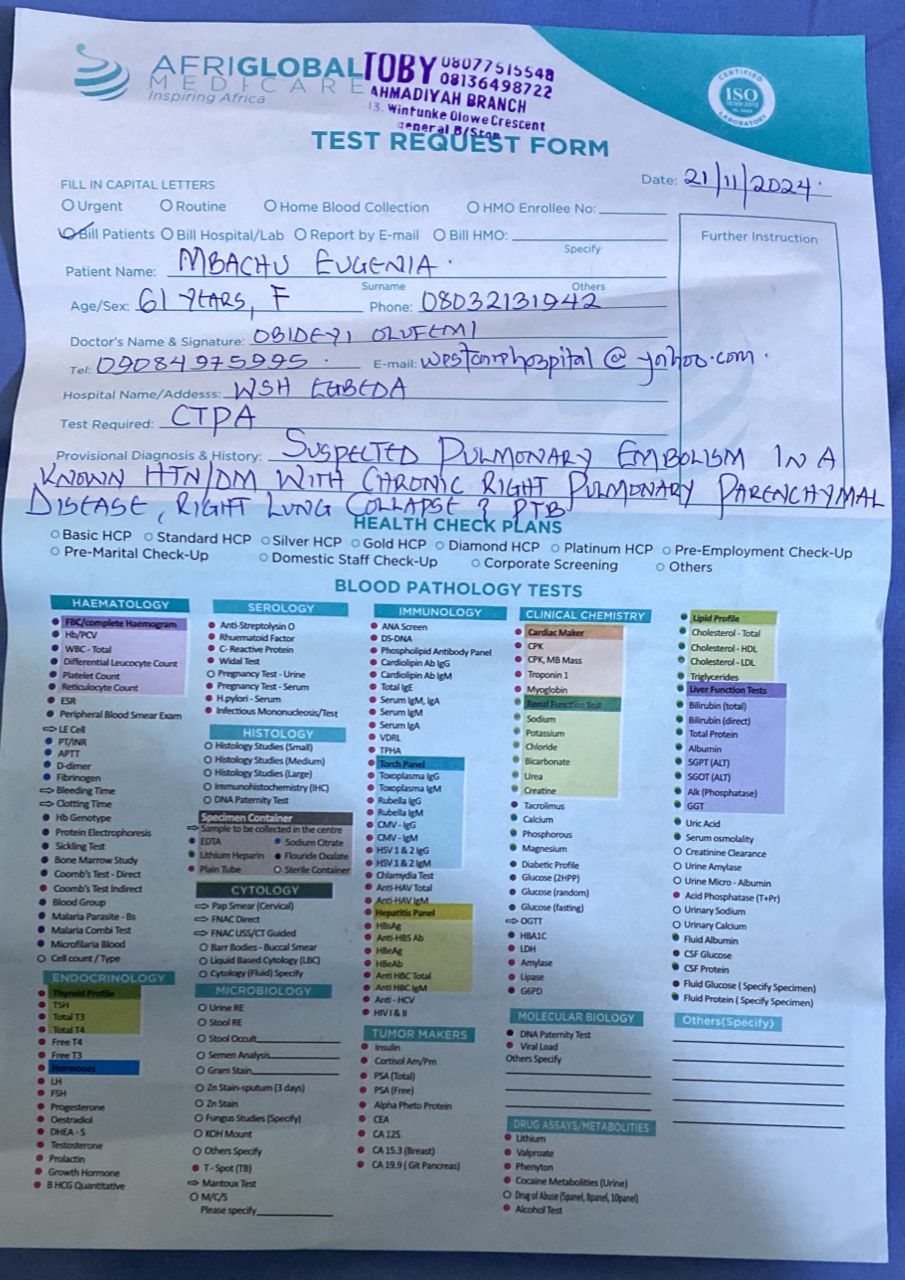 AFRIGLOBAL
MEDICARE
Inspiring Africa
TOBY 08077515548
08136498722
AHMADIYAH BRANCH
13, Wintunke Olowe Crescent
general B/Stop
CERTIFIED
ISO
LABORATORY
TEST REQUEST FORM
Date: 21/11/2024.
FILL IN CAPITAL LETTERS
Urgent Routine Home Blood Collection HMO Enrollee No:
Bill Patients Bill Hospital/Lab Report by E-mail Bill HMO:
Specify
Further Instruction
Patient Name: MBACHU EUGENIA.
Surname Others
Age/Sex: 61 YEARS, F Phone: 08032131942
Doctor's Name & Signature: OBIDEYI OLUFEMI
Tel: 09084975995. E-mail: @yahoo.com.
Hospital Name/Addesss: WSH EGBEDA
Test Required: CTPA
Provisional Diagnosis & History: SUSPECTED PULMONARY EMBOLISM IN A
KNOWN HTN/DM WITH CHRONIC RIGHT PULMONARY PARENCHYMAL
DISEASE, RIGHT LUNG COLLAPSE ? PTB
HEALTH CHECK PLANS
Basic HCP Standard HCP Silver HCP Gold HCP Diamond HCP Platinum HCP Pre-Employment Check-Up
Pre-Marital Check-Up Domestic Staff Check-Up Corporate Screening Others
BLOOD PATHOLOGY TESTS
HAEMATOLOGY
FBC/complete Haemogram
Hb/PCV
WBC - Total
Differential Leucocyte Count
Platelet Count
Reticulocyte Count
ESR
Peripheral Blood Smear Exam
LE Cell
PT/INR
APTT
D-dimer
Fibrinogen
Bleeding Time
Clotting Time
Hb Genotype
Protein Electrophoresis
Sickling Test
Bone Marrow Study
Coomb's Test - Direct
Coomb's Test Indirect
Blood Group
Malaria Parasite - Bs
Malaria Combi Test
Microfilaria Blood
Cell count / Type
ENDOCRINOLOGY
Thyroid Profile
TSH
Total T3
Total T4
Free T4
Free T3
Hormones
LH
FSH
Progesterone
Oestradiol
DHEA - S
Testosterone
Prolactin
Growth Hormone
B HCG Quantitative
SEROLOGY
Anti-Streptolysin O
Rhuematoid Factor
C- Reactive Protein
Widal Test
Pregnancy Test - Urine
Pregnancy Test - Serum
H.pylori - Serum
Infectious Mononucleosis/Test
HISTOLOGY
Histology Studies (Small)
Histology Studies (Medium)
Histology Studies (Large)
Immunohistochemistry (IHC)
DNA Paternity Test
Specimen Container
Sample to be collected in the centre
EDTA Sodium Citrate
Lithium Heparin Flouride Oxalate
Plain Tube Sterile Container
CYTOLOGY
Pap Smear (Cervical)
FNAC Direct
FNAC USS/CT Guided
Barr Bodies - Buccal Smear
Liquid Based Cytology (LBC)
Cytology (Fluid) Specify
MICROBIOLOGY
Urine RE
Stool RE
Stool Occult
Semen Analysis
Gram Stain
Zn Stain-sputum (3 days)
Zn Stain
Fungus Studies (Specify)
KOH Mount
Others Specify
T - Spot (TB)
Mantoux Test
M/C/S
Please specify
IMMUNOLOGY
ANA Screen
DS-DNA
Phospholipid Antibody Panel
Cardiolipin Ab IgG
Cardiolipin Ab IgM
Total IgE
Serum IgM, IgA
Serum IgM
Serum IgA
VDRL
TPHA
Torch Panel
Toxoplasma IgG
Toxoplasma IgM
Rubella IgG
Rubella IgM
CMV - IgG
CMV - IgM
HSV 1 & 2 IgG
HSV 1 & 2 IgM
Chlamydia Test
Anti-HAV Total
Anti-HAV IgM
Hepatitis Panel
HBsAg
Anti-HBS Ab
HBeAg
HBeAb
Anti HBC Total
Anti HBC IgM
Anti - HCV
HIV I & II
TUMOR MAKERS
Insulin
Cortisol Am/Pm
PSA (Total)
PSA (Free)
Alpha Pheto Protein
CEA
CA 125
CA 15.3 (Breast)
CA 19.9 ( Git Pancreas)
CLINICAL CHEMISTRY
Cardiac Maker
CPK
CPK, MB Mass
Troponin 1
Myoglobin
Renal Function Test
Sodium
Potassium
Chloride
Bicarbonate
Urea
Creatine
Tacrolimus
Calcium
Phosphorous
Magnesium
Diabetic Profile
Glucose (2HPP)
Glucose (random)
Glucose (fasting)
OGTT
HBA1C
LDH
Amylase
Lipase
G6PD
MOLECULAR BIOLOGY
DNA Paternity Test
Viral Load
Others Specify
DRUG ASSAYS/METABOLITIES
Lithium
Valproate
Phenyton
Cocaine Metabolities (Urine)
Drug of Abuse (5panel, 8panel, 10panel)
Alcohol Test
Lipid Profile
Cholesterol - Total
Cholesterol - HDL
Cholesterol - LDL
Triglycerides
Liver Function Tests
Bilirubin (total)
Bilirubin (direct)
Total Protein
Albumin
SGPT (ALT)
SGOT (ALT)
Alk (Phosphatase)
GGT
Uric Acid
Serum osmolality
Creatinine Clearance
Urine Amylase
Urine Micro - Albumin
Acid Phosphatase (T+Pr)
Urinary Sodium
Urinary Calcium
Fluid Albumin
CSF Glucose
CSF Protein
Fluid Glucose ( Specify Specimen)
Fluid Protein ( Specify Specimen)
Others(Specify)